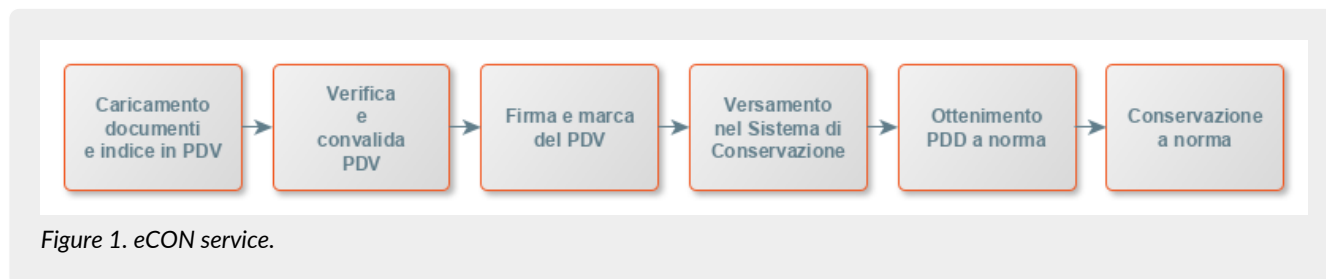 Caricamento
documenti
e indice in PDV
Verifica
e
convalida
PDV
Firma e marca
del PDV
Versamento
nel Sistema di
Conservazione
Ottenimento
PDD a norma
Conservazione
a norma
Figure 1. eCON service.